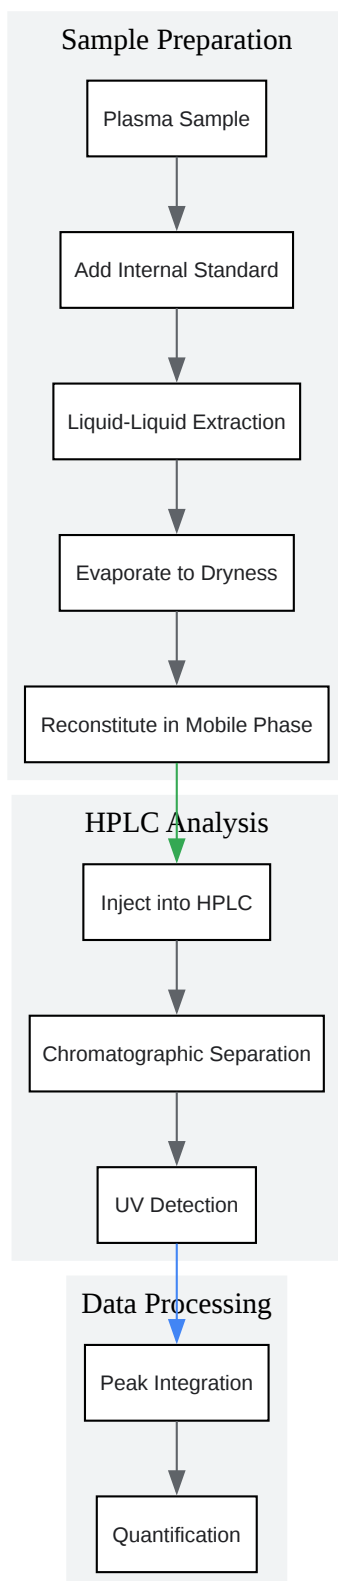 Sample Preparation
Plasma Sample
Add Internal Standard
Liquid-Liquid Extraction
Evaporate to Dryness
Reconstitute in Mobile Phase
HPLC Analysis
Inject into HPLC
Chromatographic Separation
UV Detection
Data Processing
Peak Integration
Quantification